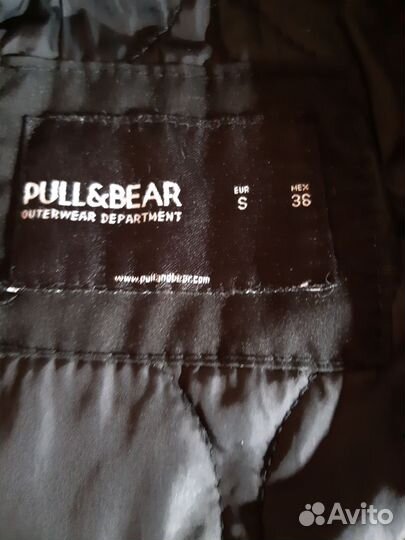 PULL&BEAR
OUTERWEAR DEPARTMENT
EUR
S
MEX
36
www.pullandbear.com
Avito